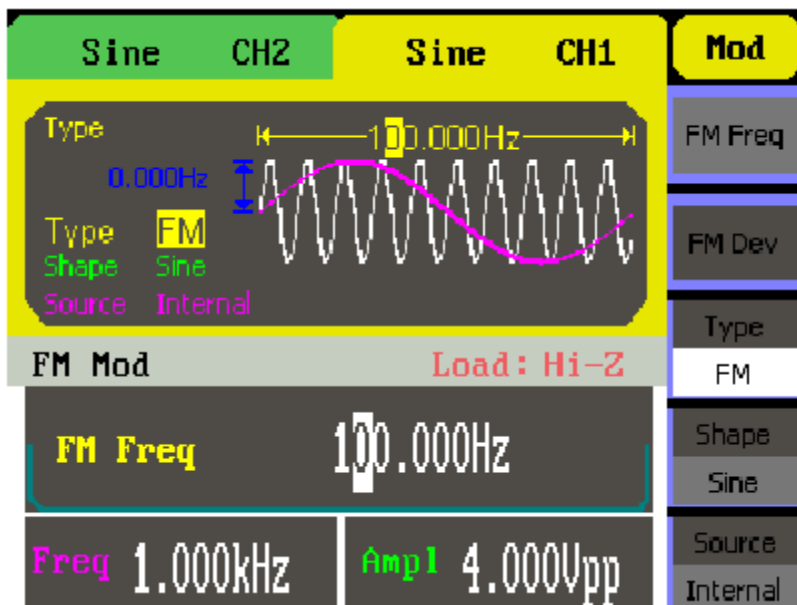 Sine CH2 Sine CH1 Mod
Type 100.000Hz
0.000Hz
Type FM
Shape Sine
Source Internal
FM Mod Load: Hi-Z
FM Freq 100.000Hz
Freq 1.000kHz Ampl 4.000Vpp
FM Freq
FM Dev
Type
FM
Shape
Sine
Source
Internal